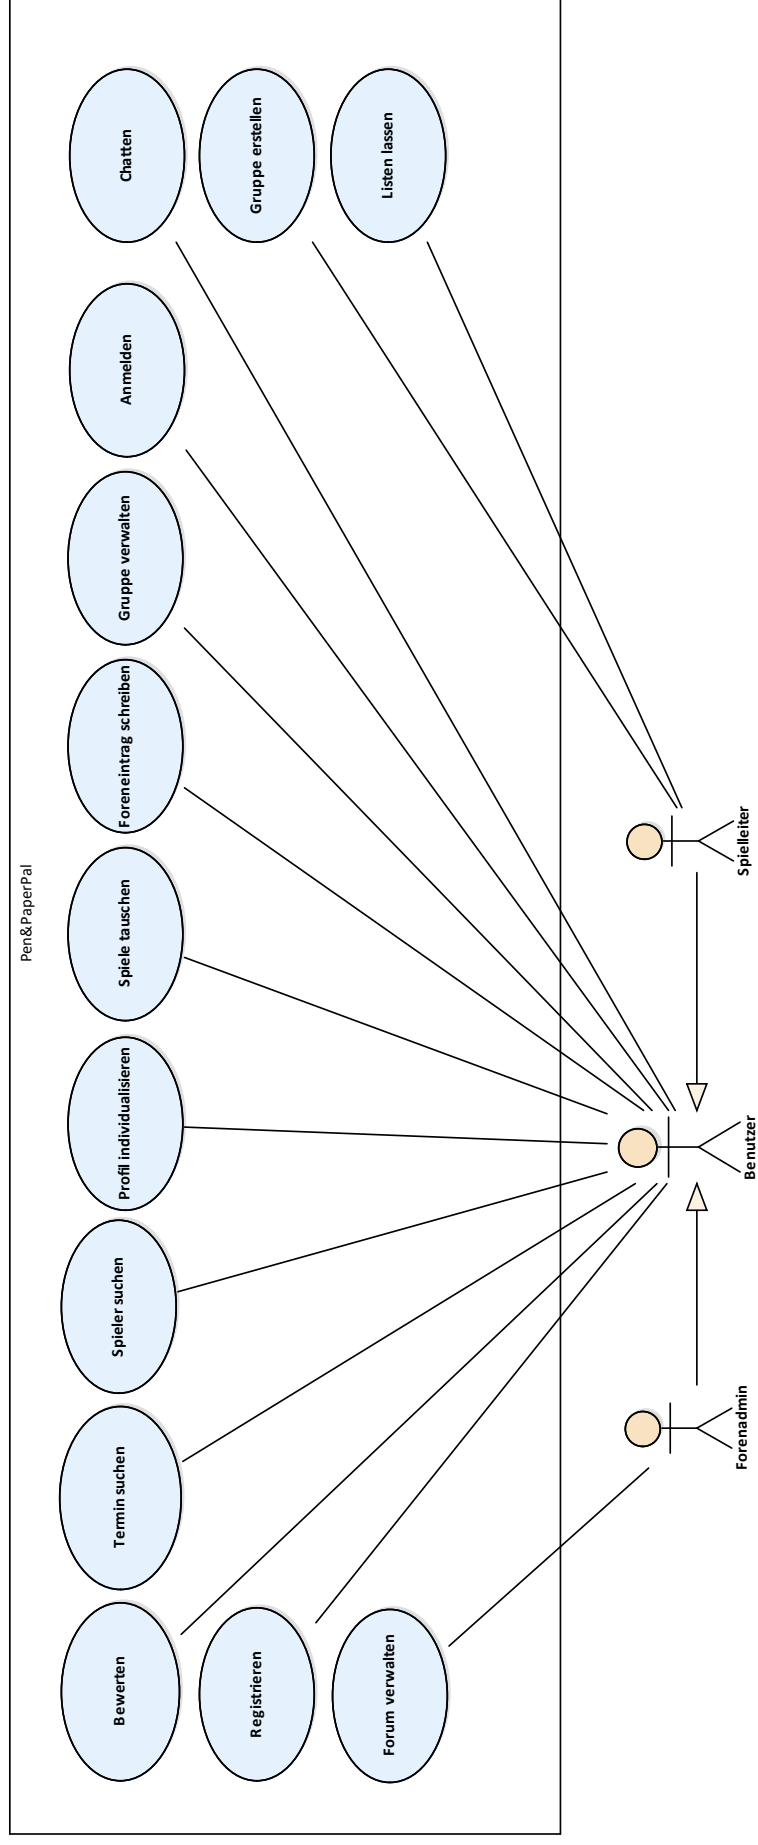 Pen&PaperPal
Bewerten
Termin suchen
Spieler suchen
Profil individualisieren
Spiele tauschen
Foreneintrag schreiben
Gruppe verwalten
Anmelden
Chatten
Registrieren
Gruppe erstellen
Forum verwalten
Listen lassen
Forenadmin
Benutzer
Spielleiter